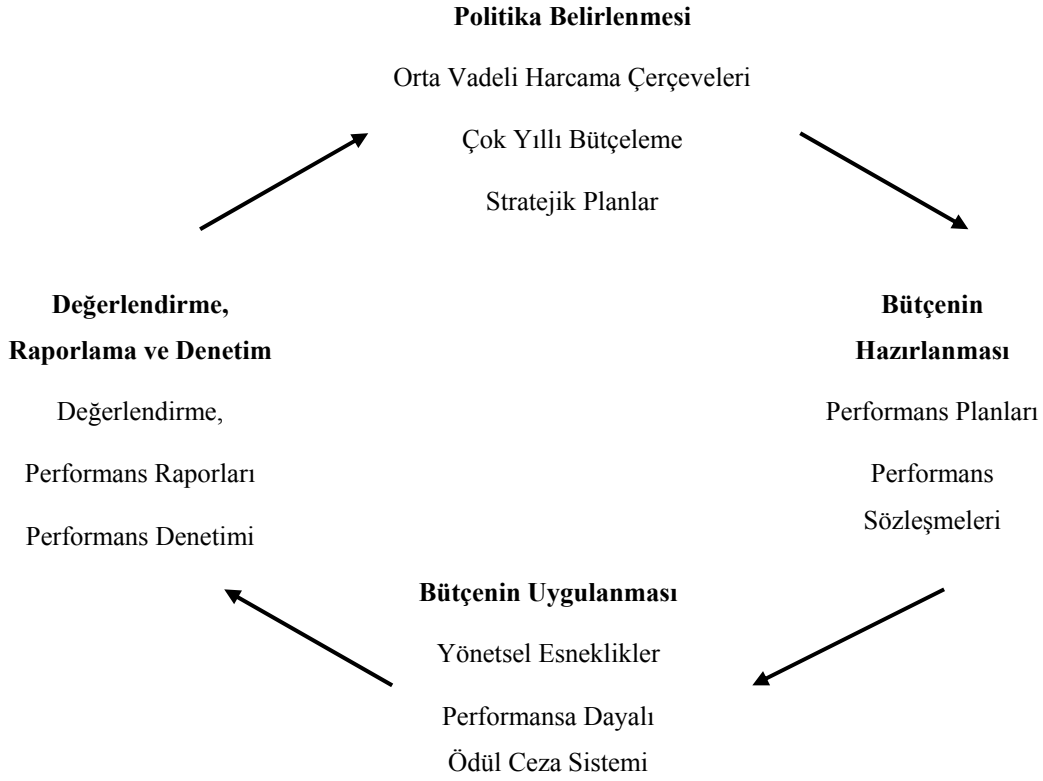 Politika Belirlenmesi
Orta Vadeli Harcama Çerçeveleri
Çok Yıllı Bütçeleme
Stratejik Planlar
Değerlendirme,
Raporlama ve Denetim
Değerlendirme,
Performans Raporları
Performans Denetimi
Bütçenin
Hazırlanması
Performans Planları
Performans
Sözleşmeleri
Bütçenin Uygulanması
Yönetsel Esneklikler
Performansa Dayalı
Ödül Ceza Sistemi